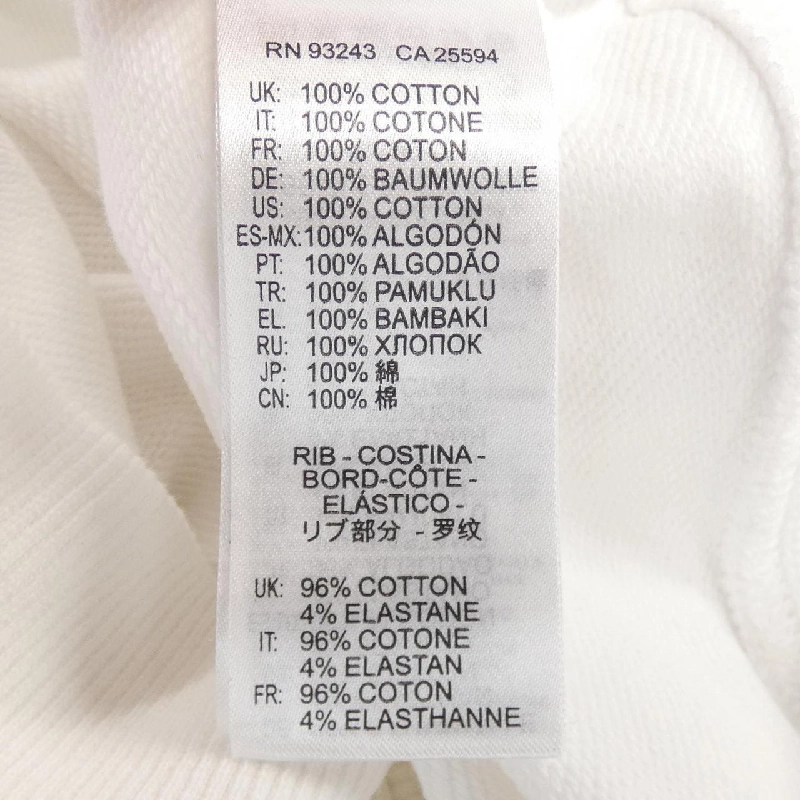 RN 93243 CA 25594
UK: 100% COTTON
IT: 100% COTONE
FR: 100% COTON
DE: 100% BAUMWOLLE
US: 100% COTTON
ES-MX: 100% ALGODÓN
PT: 100% ALGODÃO
TR: 100% PAMUKLU
EL. 100% BAMBAKI
RU: 100% ХЛОПОК
JP: 100% 綿
CN: 100% 棉
RIB - COSTINA -
BORD-CÔTE -
ELÁSTICO -
リブ部分 - 罗纹
UK: 96% COTTON
4% ELASTANE
IT: 96% COTONE
4% ELASTAN
FR: 96% COTON
4% ELASTHANNE